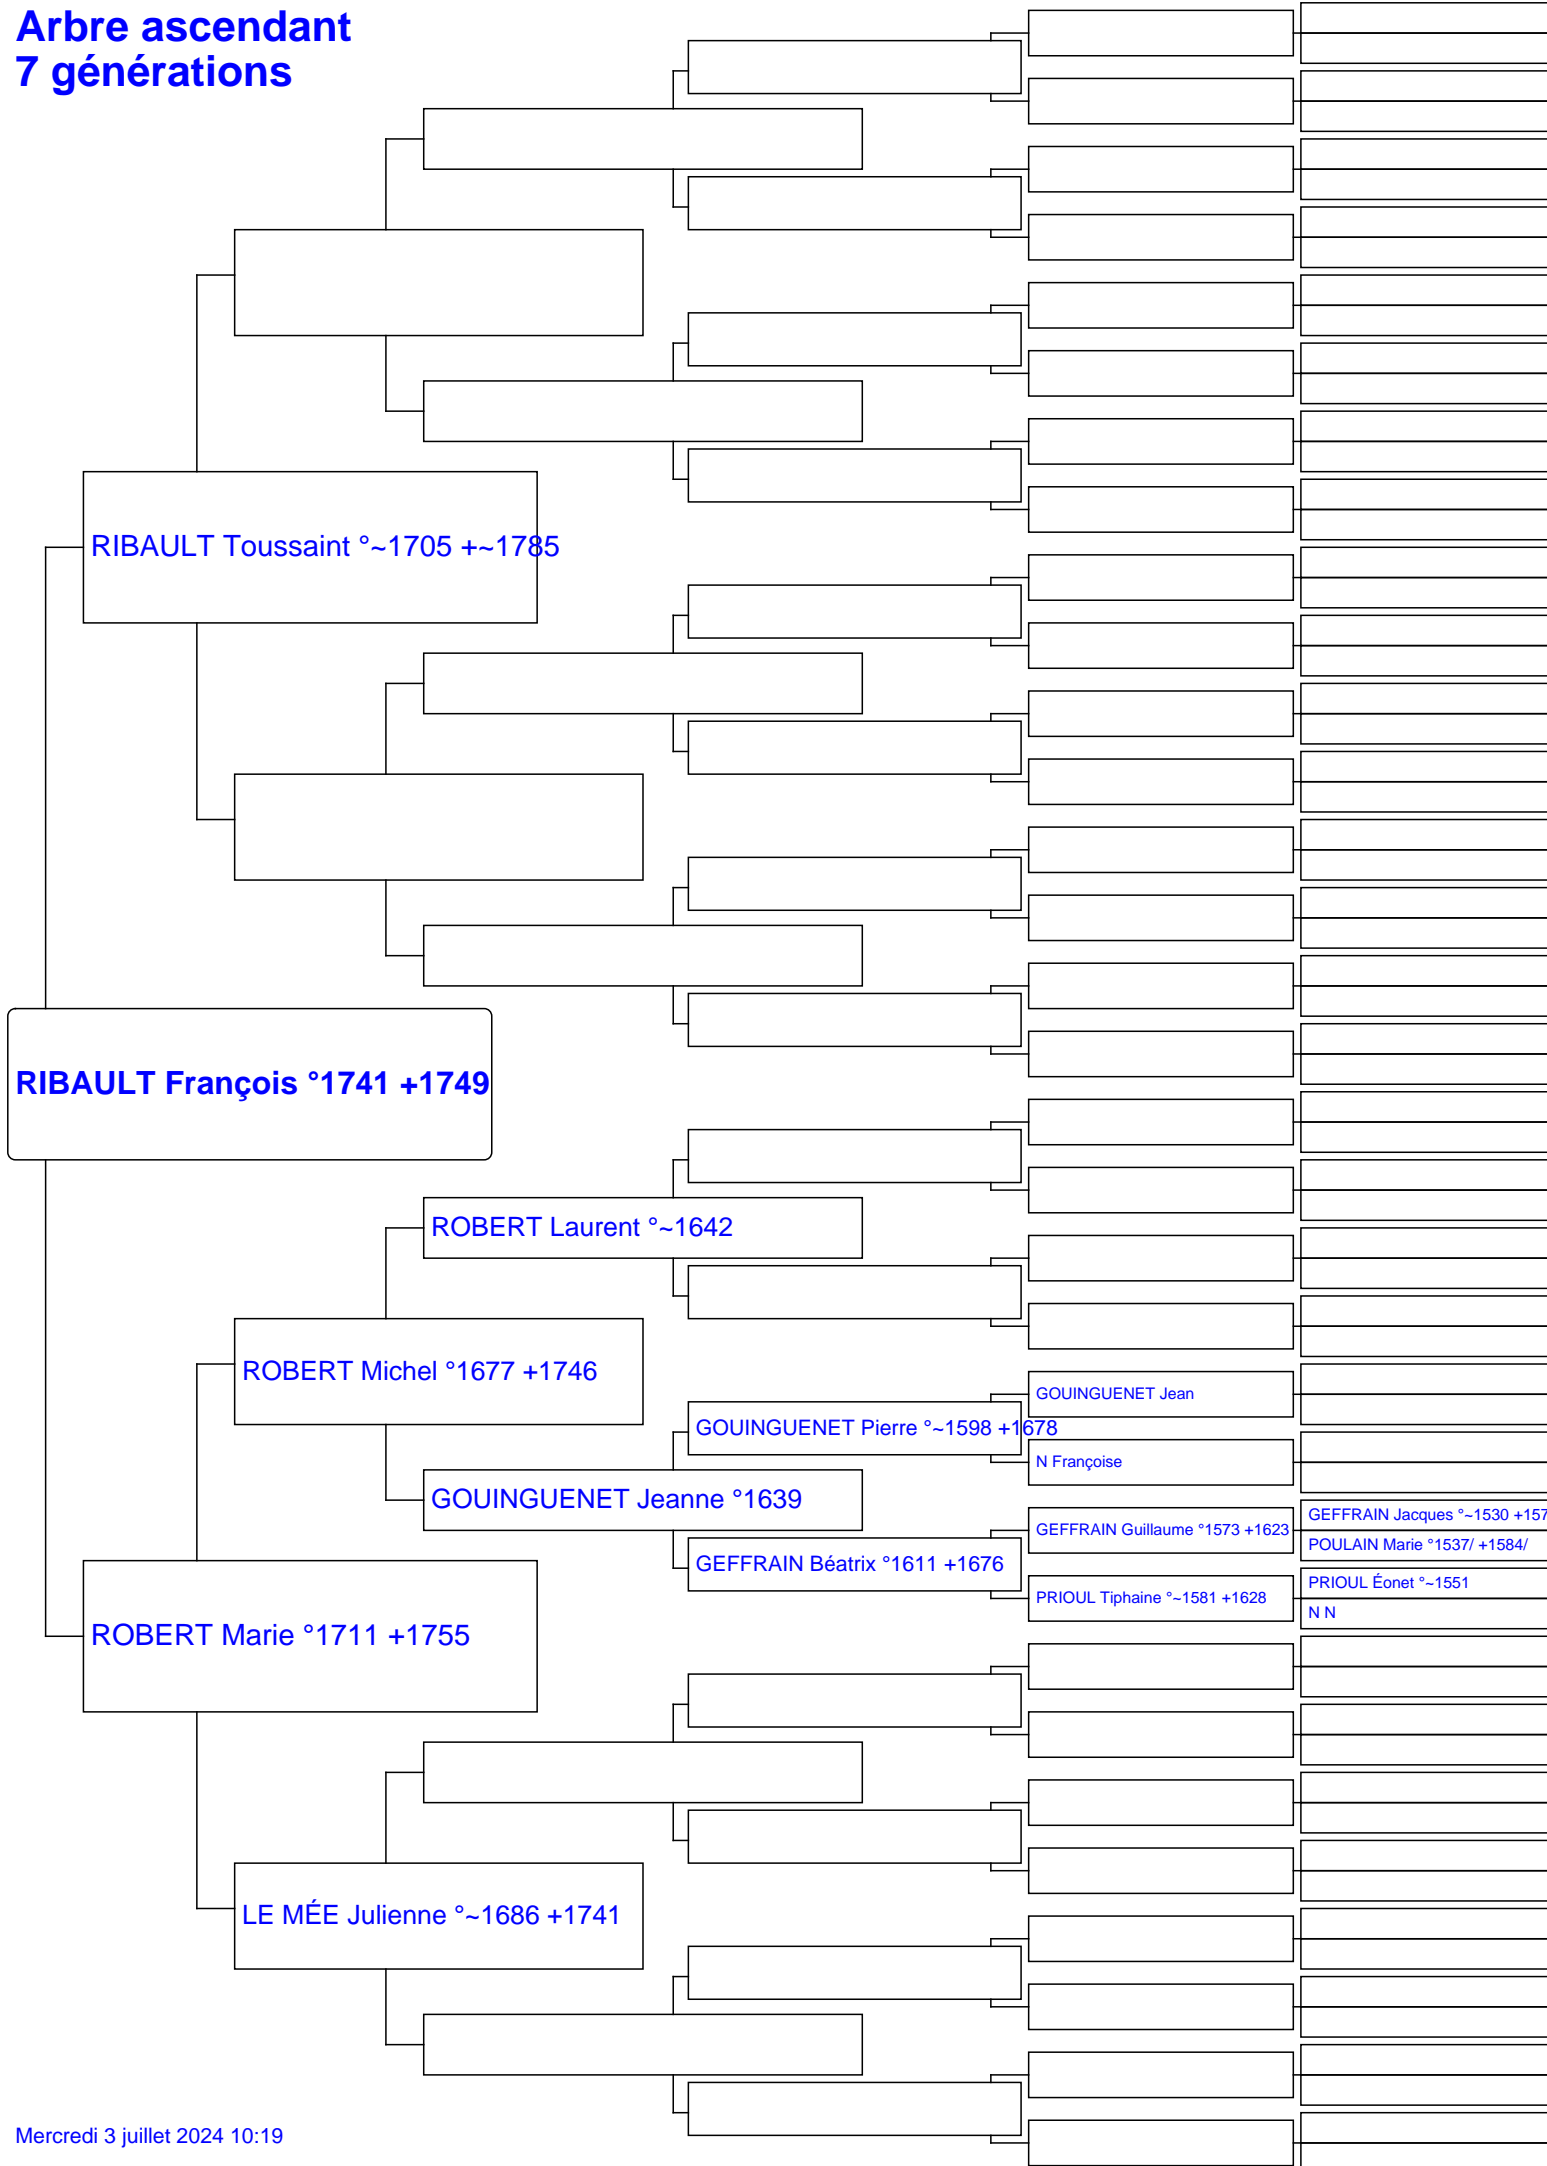 Arbre ascendant
7 générations
RIBAULT Toussaint °~1705 +~1785
RIBAULT François °1741 +1749
ROBERT Laurent °~1642
ROBERT Michel °1677 +1746
GOUINGUENET Jean
GOUINGUENET Pierre °~1598 +1678
N Françoise
GOUINGUENET Jeanne °1639
GEFFRAIN Jacques °~1530 +157
GEFFRAIN Guillaume °1573 +1623
POULAIN Marie °1537/ +1584/
GEFFRAIN Béatrix °1611 +1676
PRIOUL Éonet °~1551
PRIOUL Tiphaine °~1581 +1628
N N
ROBERT Marie °1711 +1755
LE MÉE Julienne °~1686 +1741
Mercredi 3 juillet 2024 10:19